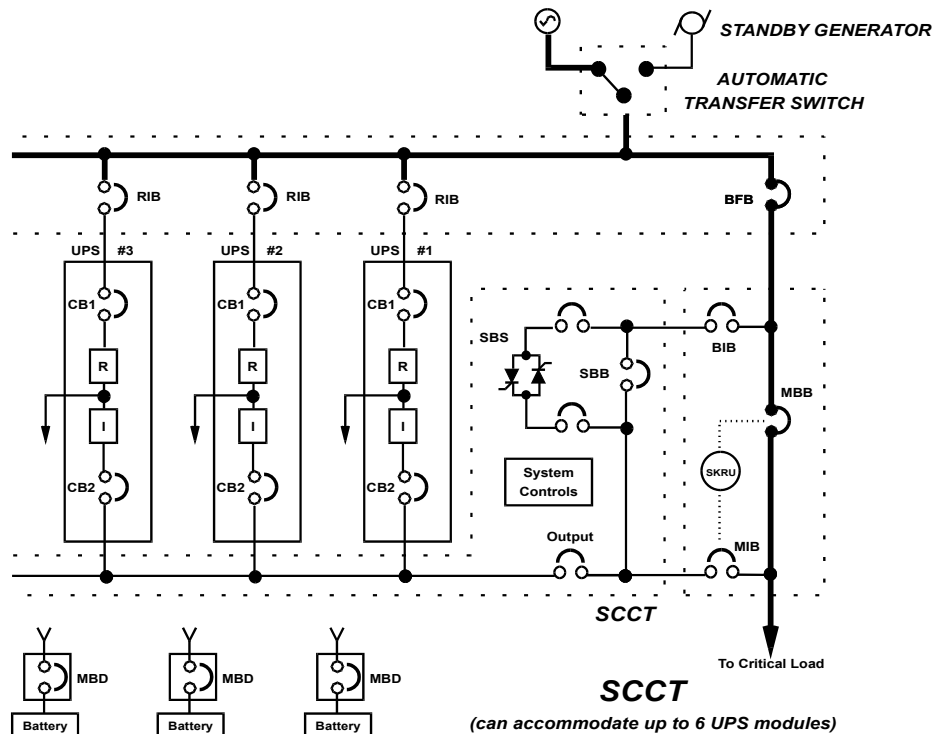 STANDBY GENERATOR
AUTOMATIC
TRANSFER SWITCH
RIB
RIB
RIB
BFB
UPS #3
UPS #2
UPS #1
CB1
CB1
CB1
SBS
SBB
BIB
R
R
R
MBB
I
I
I
System
Controls
SKRU
CB2
CB2
CB2
Output
MIB
SCCT
To Critical Load
MBD
MBD
MBD
SCCT
Battery
Battery
Battery
(can accommodate up to 6 UPS modules)